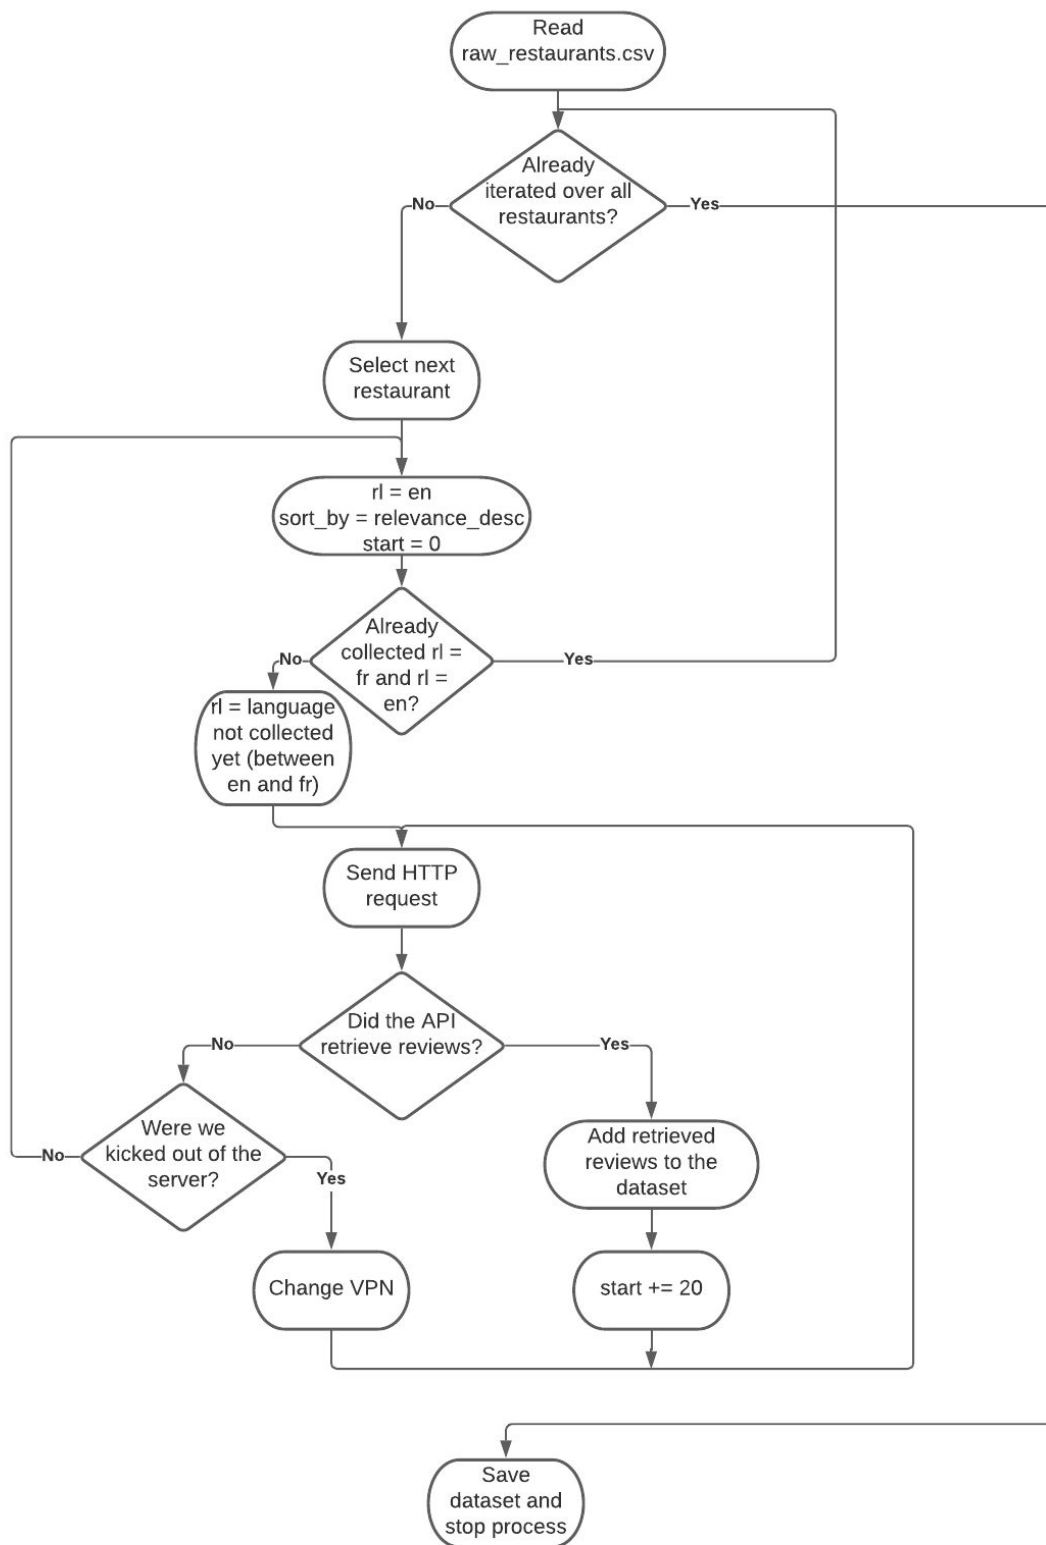 Read
raw_restaurants.csv
Already
iterated over all
restaurants?
No
Yes
Select next
restaurant
rl = en
sort_by = relevance_desc
start = 0
Already
collected rl =
fr and rl =
en?
No
Yes
rl = language
not collected
yet (between
en and fr)
Send HTTP
request
Did the API
retrieve reviews?
No
Yes
Were we
kicked out of the
server?
No
Yes
Add retrieved
reviews to the
dataset
Change VPN
start += 20
Save
dataset and
stop process